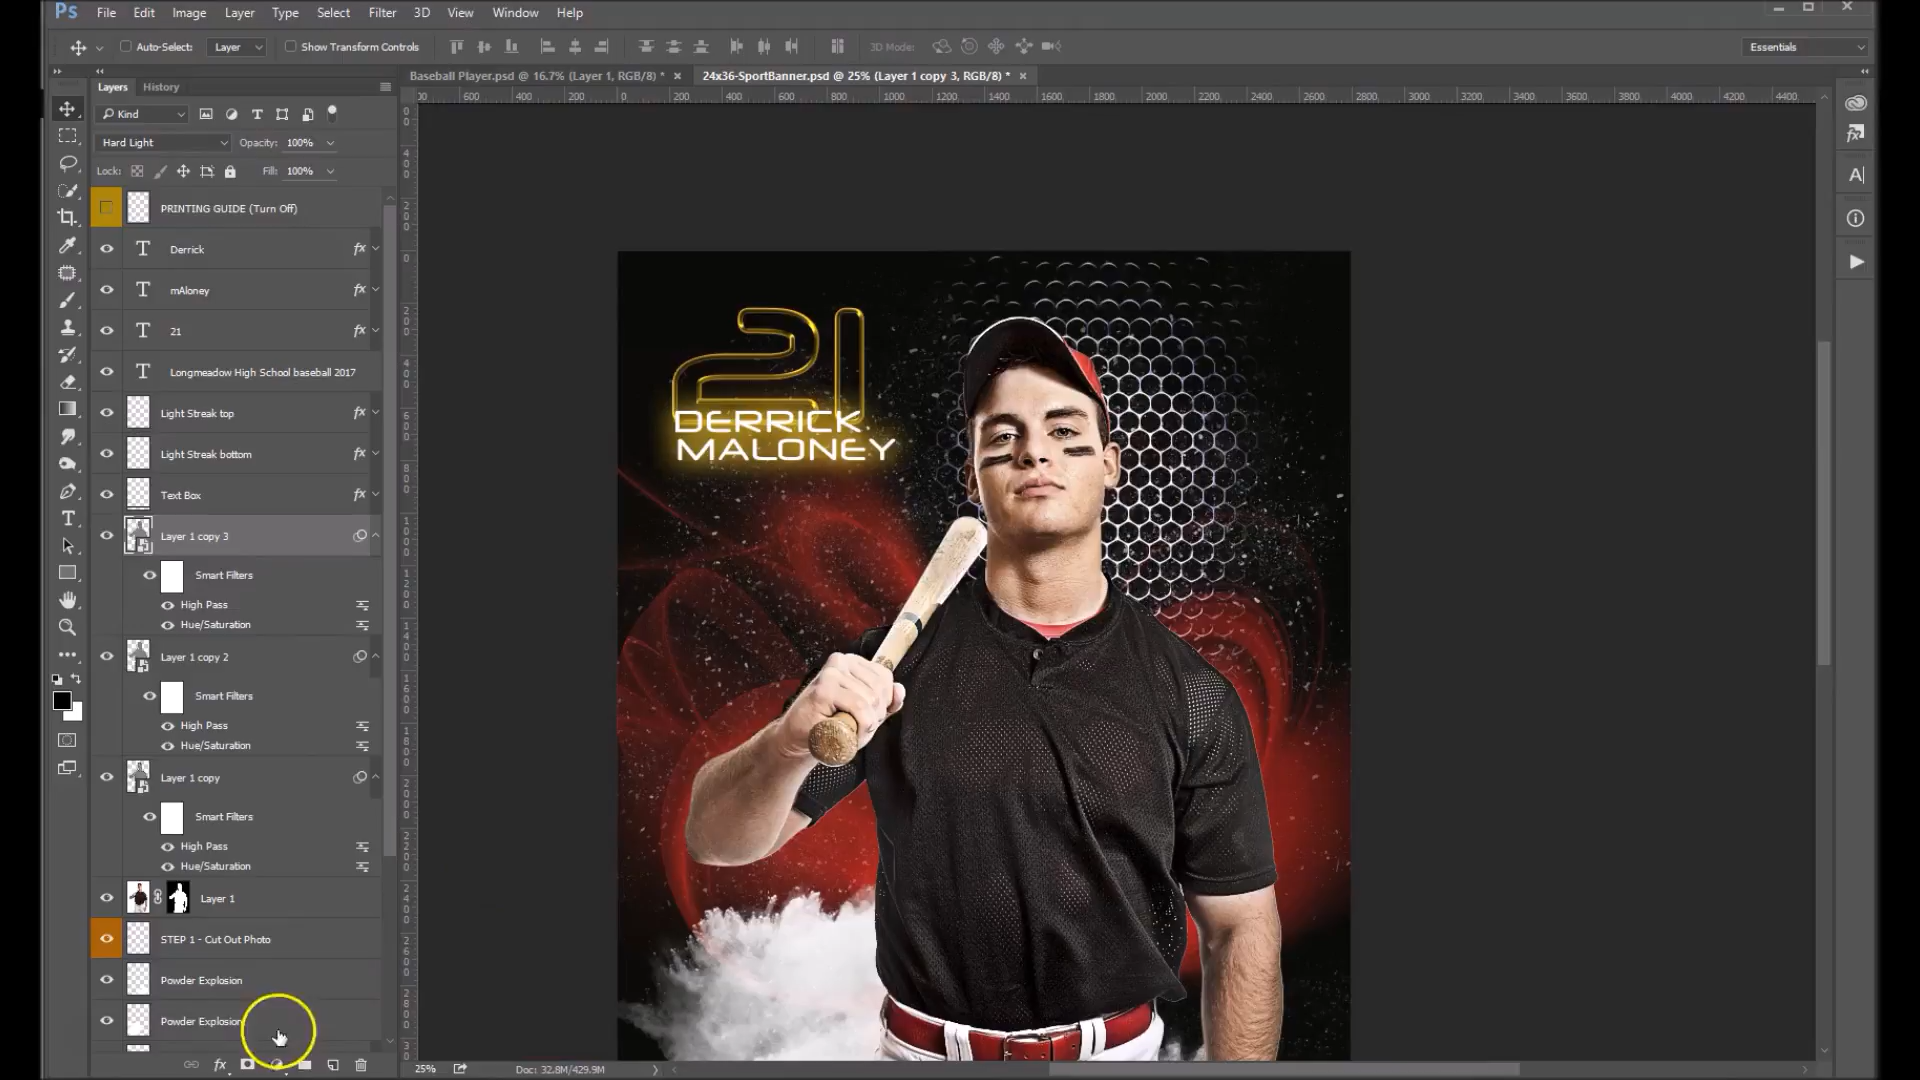 Ps File Edit Image Layer Type Select Filter 3D View Window Help
Auto-Select: Layer Show Transform Controls 3D Mode: Essentials
Baseball Player.psd @ 16.7% (Layer 1, RGB/8) * 24x36-SportBanner.psd @ 25% (Layer 1 copy 3, RGB/8) *
Layers History
600 400 200 0 200 400 600 800 1000 1200 1400 1600 1800 2000 2200 2400 2600 2800 3000 3200 3400 3600 3800 4000 4200 4400
Kind
Hard Light Opacity: 100%
Lock: Fill: 100%
PRINTING GUIDE (Turn Off)
Derrick fx
mAloney fx
21 fx
Longmeadow High School baseball 2017
Light Streak top fx
Light Streak bottom fx
Text Box fx
Layer 1 copy 3
Smart Filters
High Pass
Hue/Saturation
Layer 1 copy 2
Smart Filters
High Pass
Hue/Saturation
Layer 1 copy
Smart Filters
High Pass
Hue/Saturation
Layer 1
STEP 1 - Cut Out Photo
Powder Explosion
Powder Explosion
fx
21
DERRICK
MALONEY
25% Doc: 32.8M/429.9M